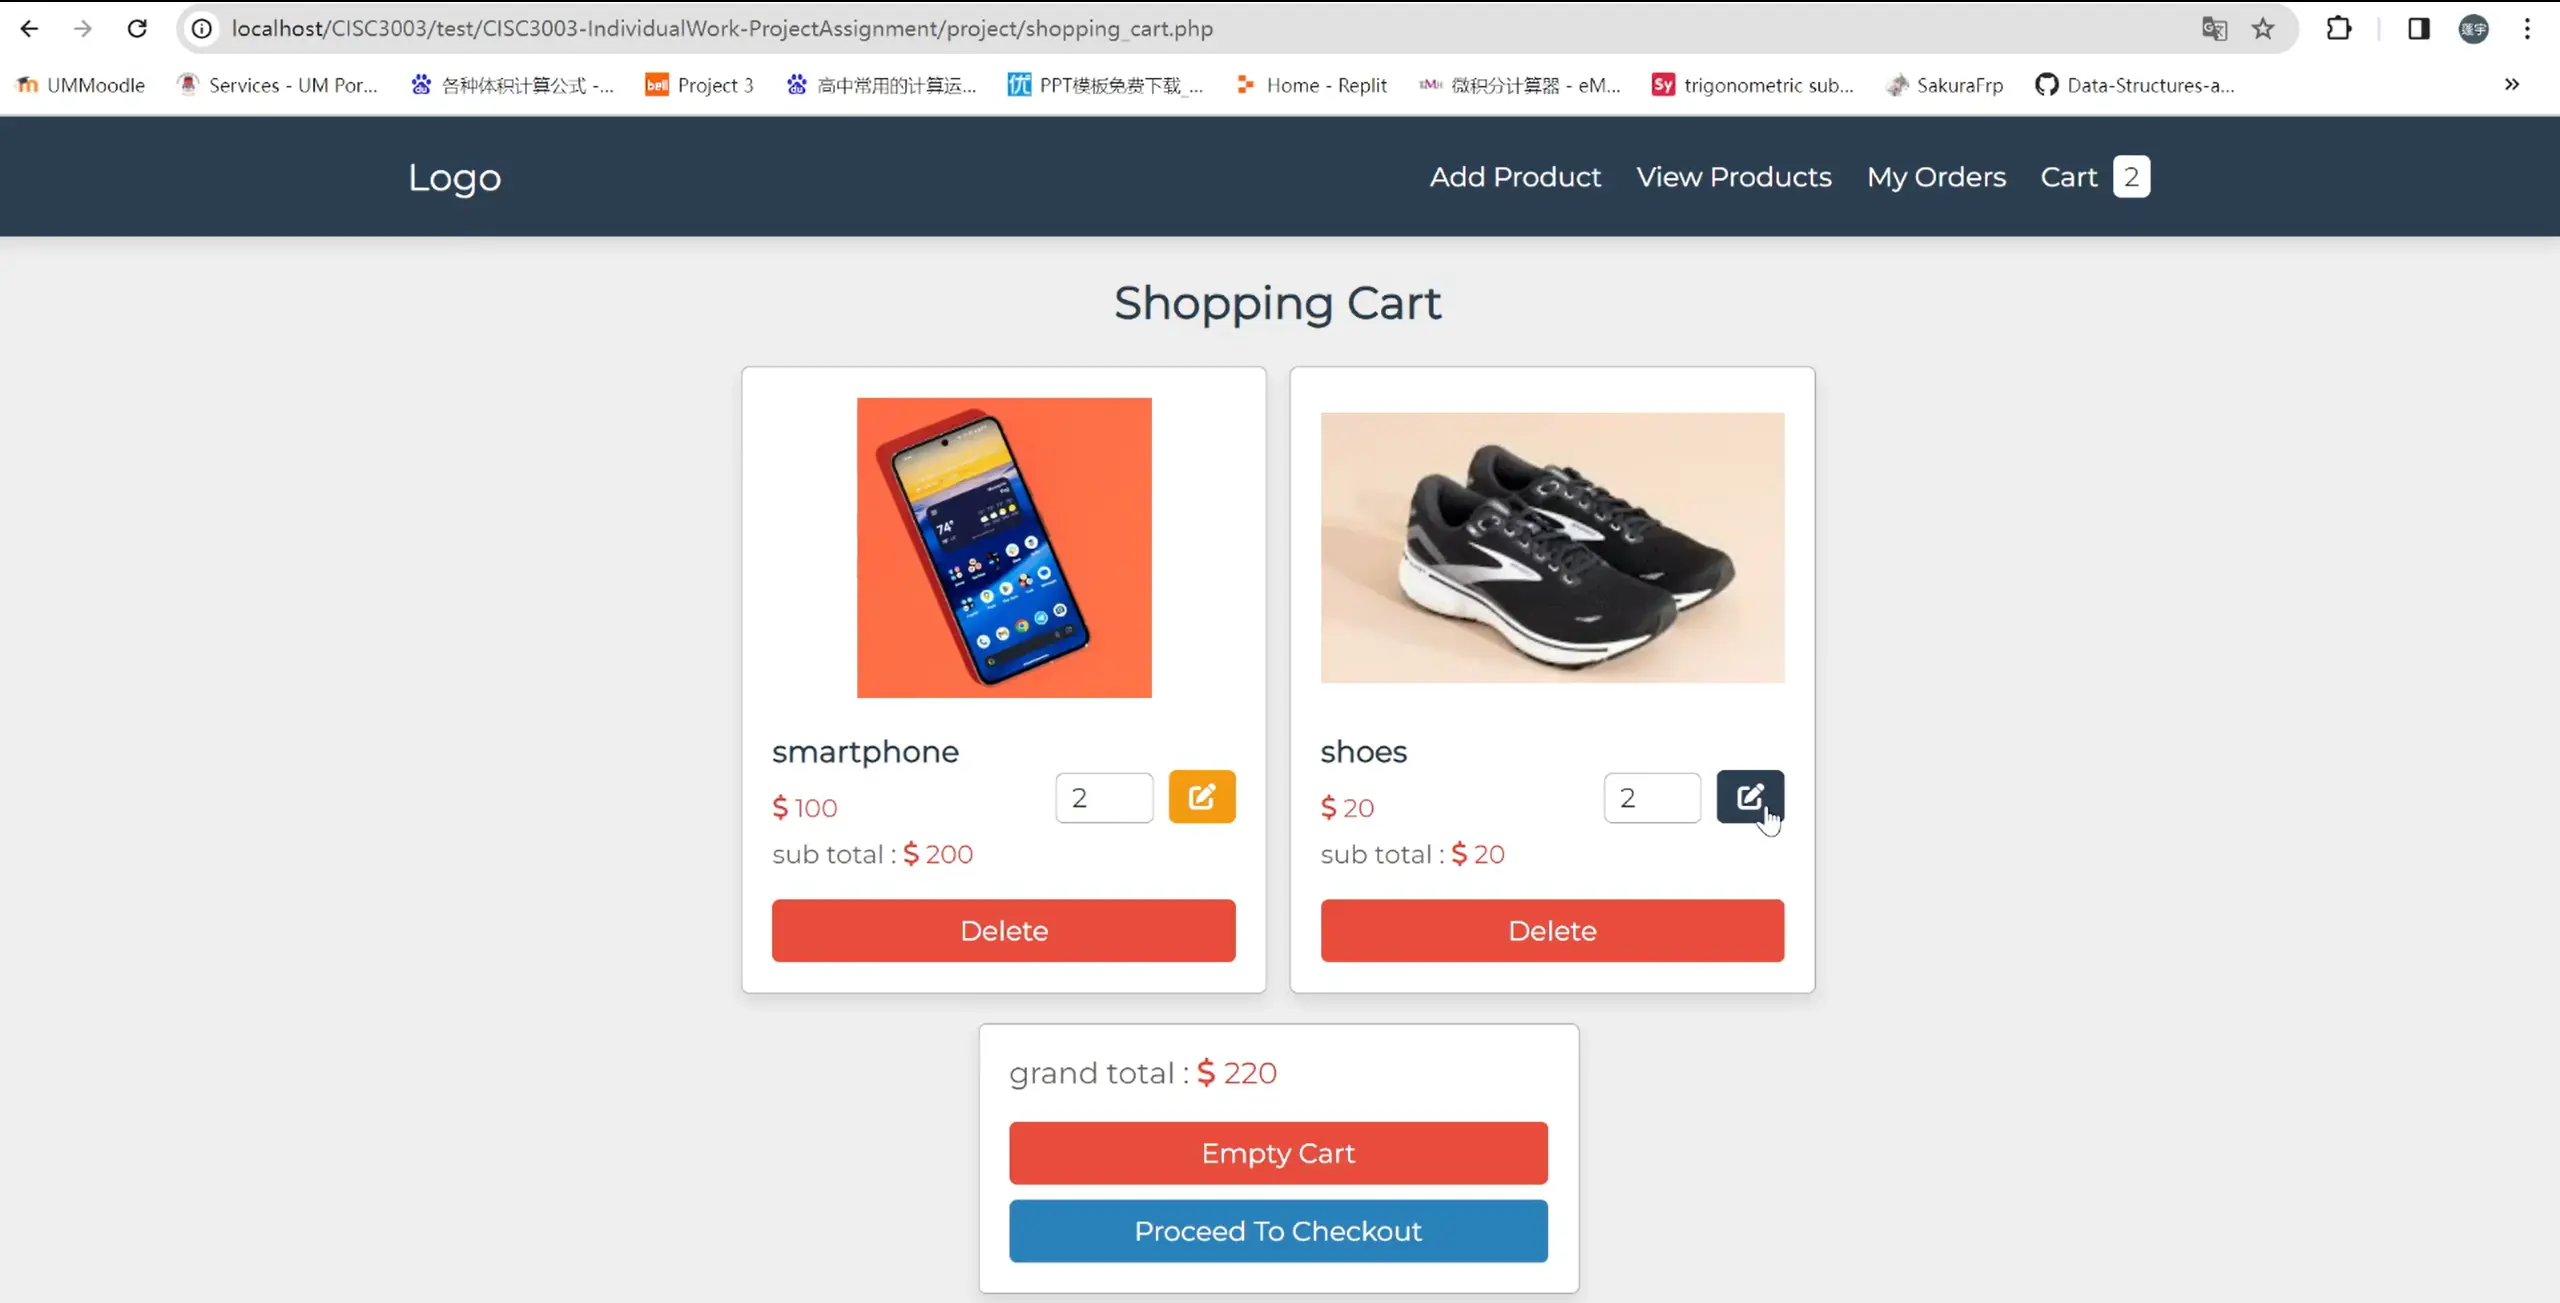 localhost/CISC3003/test/CISC3003-IndividualWork-ProjectAssignment/project/shopping_cart.php
UMMoodle Services - UM Por... 各种体积计算公式 -... Project 3 高中常用的计算运... PPT模板免费下载_... Home - Replit 微积分计算器 - eM... trigonometric sub... SakuraFrp Data-Structures-a...
Logo Add Product View Products My Orders Cart 2
Shopping Cart
smartphone
$ 100 2
sub total : $ 200
Delete
shoes
$ 20 2
sub total : $ 20
Delete
grand total : $ 220
Empty Cart
Proceed To Checkout